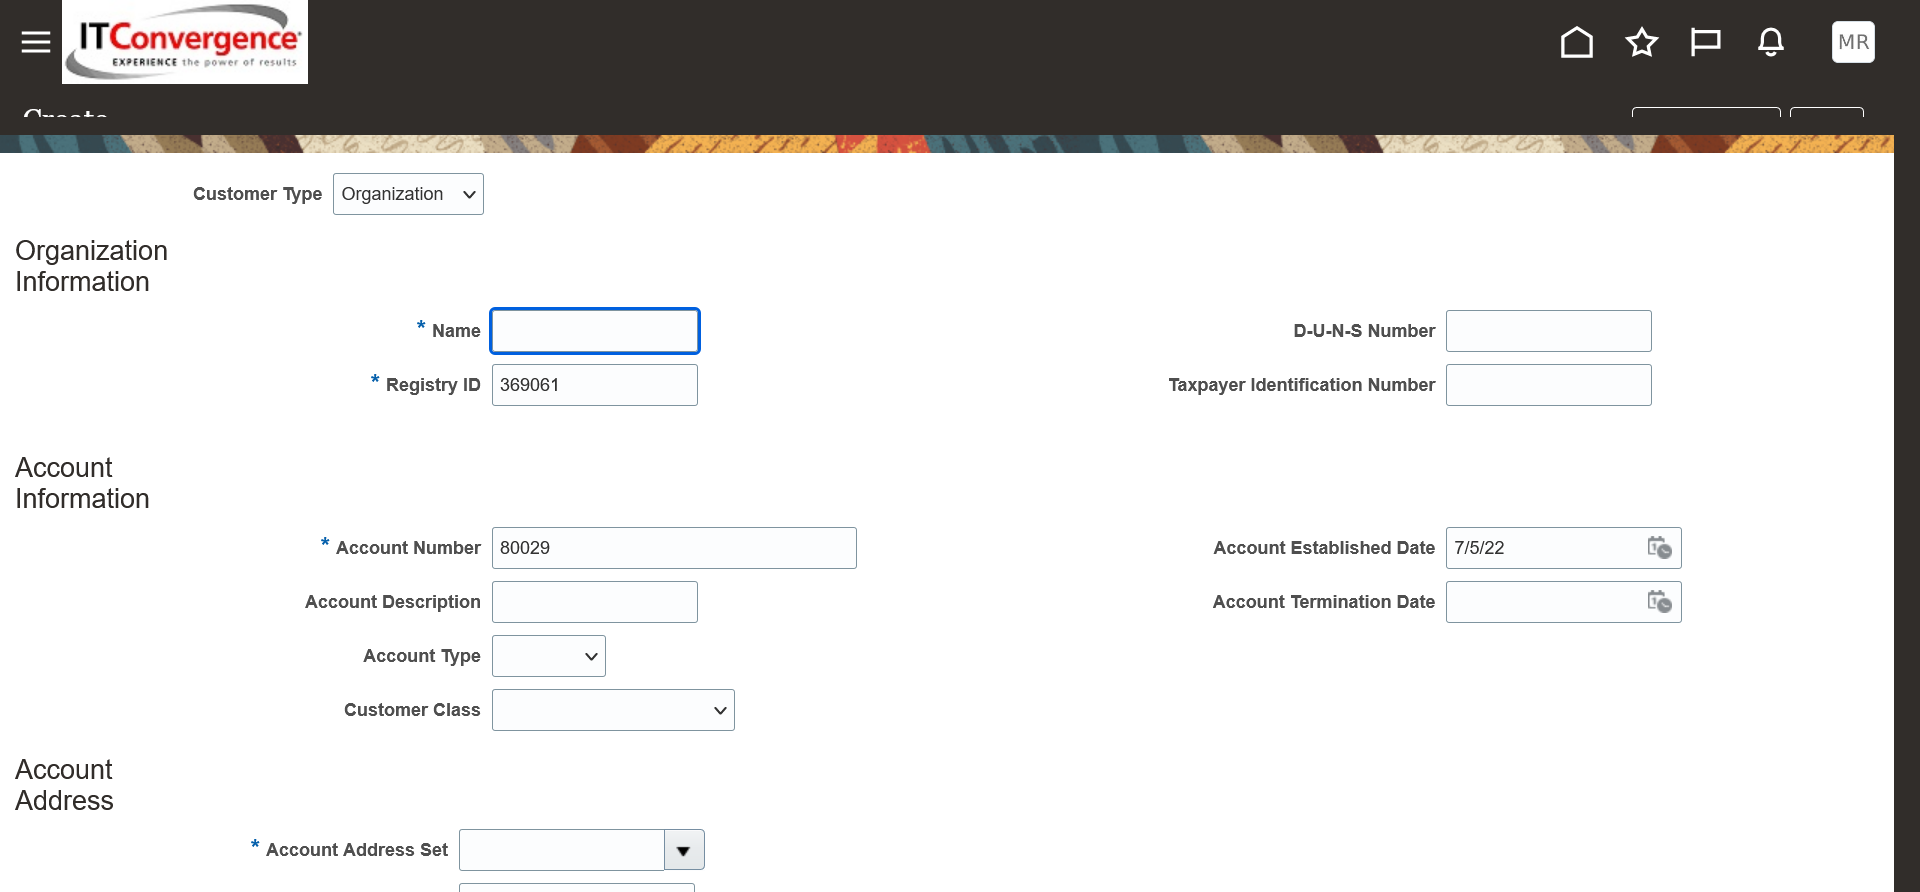 ITConvergence
EXPERIENCE the power of results
MR
Create
Customer Type Organization
Organization
Information
* Name
D-U-N-S Number
* Registry ID 369061
Taxpayer Identification Number
Account
Information
* Account Number 80029
Account Established Date 7/5/22
Account Description
Account Termination Date
Account Type
Customer Class
Account
Address
* Account Address Set